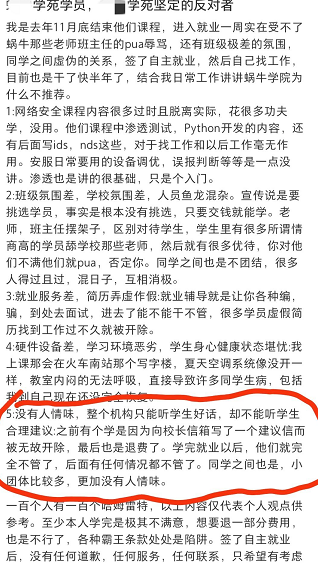 学苑、学苑坚定的反对者
我是去年11月底结束他们课程，进入就业一周实在受不了
蜗牛那些老师班主任的pua辱骂，还有班级极差的氛围，
同学之间虚伪的关系，签了自主就业，然后自己找工作，
目前也是干了快半年了，结合我日常工作讲讲蜗牛学院为
什么不推荐。
1:网络安全课程内容很多过时且脱离实际，花很多功夫
学，没用。他们课程中渗透测试，Python开发的内容，还
有后面写ids，nds这些，对于找工作和以后工作毫无作
用。安服日常要用的设备调优，误报判断等等是一点没
讲。渗透也是讲的很基础，只是个入门。
2:班级氛围差，学校氛围差，人员鱼龙混杂。宣传说是要
挑选学员，事实是根本没有挑选，只要交钱就能学。老
师，班主任摆架子，区别对待学生，学生里有很多所谓情
商高的学员舔学校那些老师，然后就有很多优待，你对他
们不满他们就pua，否定你。同学之间也是不团结，很多
人得过且过，混日子，互相消极。
3:就业服务差，简历弄虚作假:就业辅导就是让你各种编，
骗，到处去面试，进去了能不能干不管，很多学员虚假简
历找到工作过不久就被开除。
4:硬件设备差，学习环境恶劣，学生身心健康状态堪忧:我
上课那会在火车南站那个写字楼，夏天空调系统像没开一
样，教室内闷的无法呼吸，直接导致许多同学生病，包括
我到自己现在还没完全恢复。
5:没有人情味，整个机构只能听学生好话，却不能听学生
合理建议:之前有个学是因为向校长信箱写了一个建议信而
被无故开除，最后也是退费了。学完就业以后，他们就完
全不管了，后面有任何情况都不管了。同学之间也是，小
团体比较多，更加没有人情味。
一百个人有一百个哈姆雷特，以上内容仅代表个人观点供
参考。至少本人学完是极其不满意，想要退一部分费用，
也是不行了，各种霸王条款处处是陷阱。签了自主就业
后，没有任何道歉，任何服务，任何联系，只希望有考虑